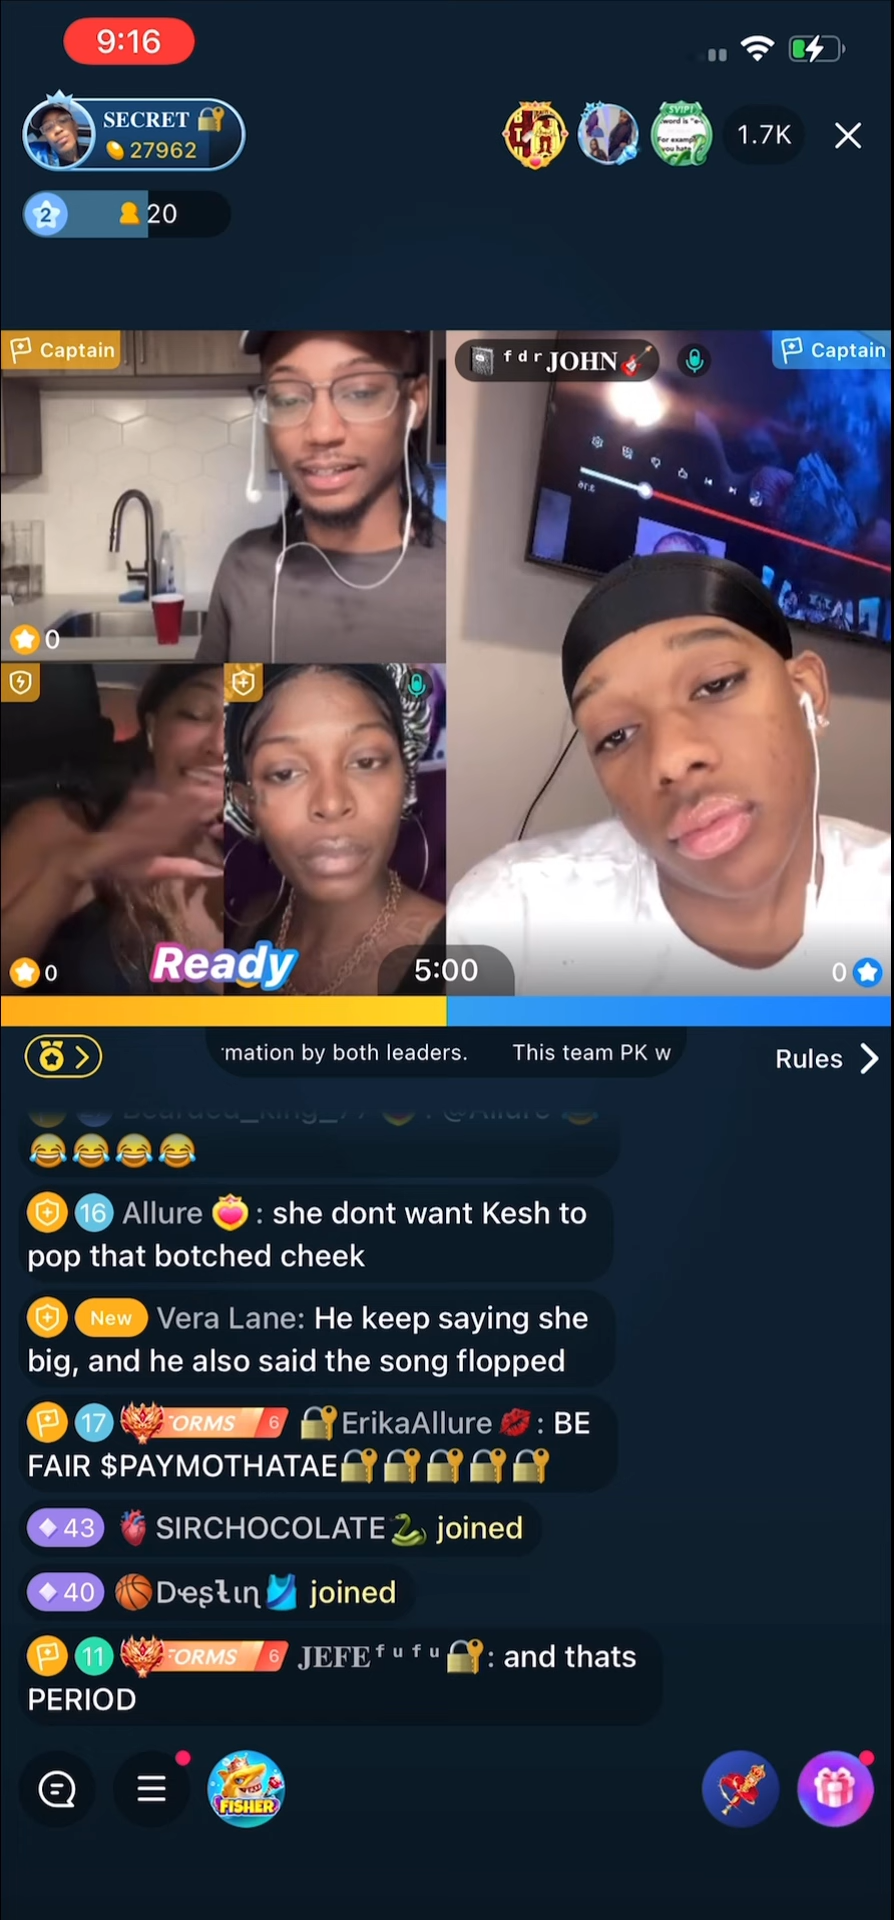 9:16
SECRET 🔐
27962
1.7K
2
20
Captain
ᶠ ᵈ ʳ JOHN🎸
Captain
0
0
Ready
5:00
0
mation by both leaders. This team PK w
Rules
😂😂😂😂
16 Allure 💝 : she dont want Kesh to
pop that botched cheek
New Vera Lane: He keep saying she
big, and he also said the song flopped
17 ORMS 6 🔐ErikaAllure💋 : BE
FAIR $PAYMOTHATAE🔐🔐🔐🔐🔐
43 🫀 SIRCHOCOLATE🐍 joined
40 🏀Dҽʂƚιɳ🎽 joined
11 ORMS 6 JEFEᶠ ᵘ ᶠ ᵘ🔐: and thats
PERIOD
FISHER